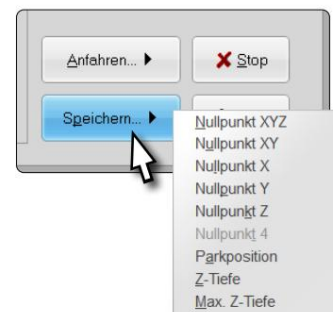 Anfahren...
Stop
Speichern...
Nullpunkt XYZ
Nullpunkt XY
Nullpunkt X
Nullpunkt Y
Nullpunkt Z
Nullpunkt 4
Parkposition
Z-Tiefe
Max. Z-Tiefe